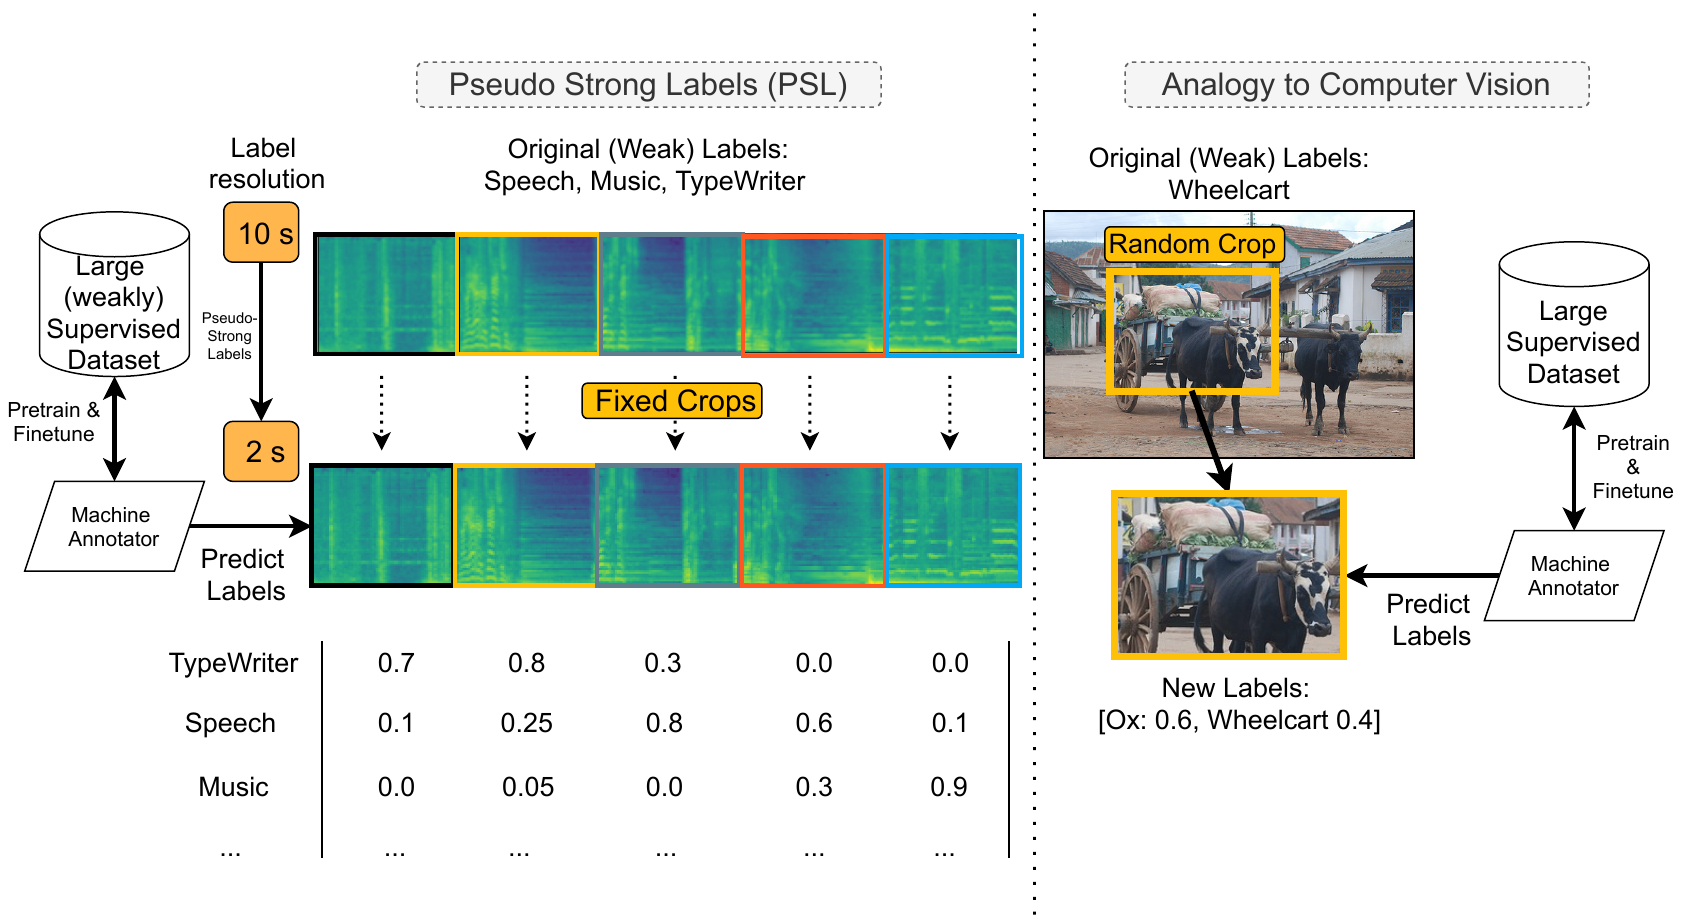 Pseudo Strong Labels (PSL)
Label
resolution
Original (Weak) Labels:
Speech, Music, TypeWriter
10 s
Large
(weakly)
Supervised
Dataset
Pseudo-
Strong
Labels
Fixed Crops
Pretrain &
Finetune
2 s
Machine
Annotator
Predict
Labels
TypeWriter 0.7 0.8 0.3 0.0 0.0
Speech 0.1 0.25 0.8 0.6 0.1
Music 0.0 0.05 0.0 0.3 0.9
... ... ... ... ... ...
Analogy to Computer Vision
Original (Weak) Labels:
Wheelcart
Random Crop
Large
Supervised
Dataset
Pretrain
&
Finetune
Machine
Annotator
Predict
Labels
New Labels:
[Ox: 0.6, Wheelcart 0.4]